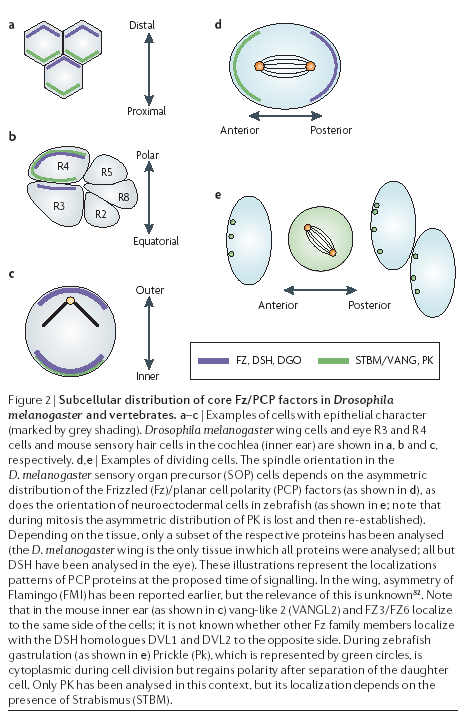 a
Distal
Proximal
b
R4
R5
R3
R8
R2
Polar
Equatorial
c
Outer
Inner
d
Anterior Posterior
e
Anterior Posterior
FZ, DSH, DGO STBM/VANG, PK
Figure 2 | Subcellular distribution of core Fz/PCP factors in Drosophila
melanogaster and vertebrates. a–c | Examples of cells with epithelial character
(marked by grey shading). Drosophila melanogaster wing cells and eye R3 and R4
cells and mouse sensory hair cells in the cochlea (inner ear) are shown in a, b and c,
respectively. d,e | Examples of dividing cells. The spindle orientation in the
D. melanogaster sensory organ precursor (SOP) cells depends on the asymmetric
distribution of the Frizzled (Fz)/planar cell polarity (PCP) factors (as shown in d), as
does the orientation of neuroectodermal cells in zebrafish (as shown in e; note that
during mitosis the asymmetric distribution of PK is lost and then re-established).
Depending on the tissue, only a subset of the respective proteins has been analysed
(the D. melanogaster wing is the only tissue in which all proteins were analysed; all but
DSH have been analysed in the eye). These illustrations represent the localizations
patterns of PCP proteins at the proposed time of signalling. In the wing, asymmetry of
Flamingo (FMI) has been reported earlier, but the relevance of this is unknown⁸². Note
that in the mouse inner ear (as shown in c) vang-like 2 (VANGL2) and FZ3/FZ6 localize
to the same side of the cells; it is not known whether other Fz family members localize
with the DSH homologues DVL1 and DVL2 to the opposite side. During zebrafish
gastrulation (as shown in e) Prickle (Pk), which is represented by green circles, is
cytoplasmic during cell division but regains polarity after separation of the daughter
cell. Only PK has been analysed in this context, but its localization depends on the
presence of Strabismus (STBM).